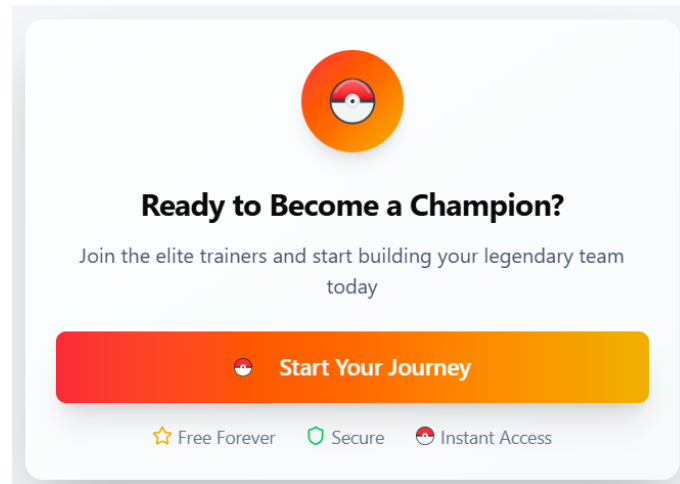 Ready to Become a Champion?
Join the elite trainers and start building your legendary team
today
Start Your Journey
Free Forever Secure Instant Access